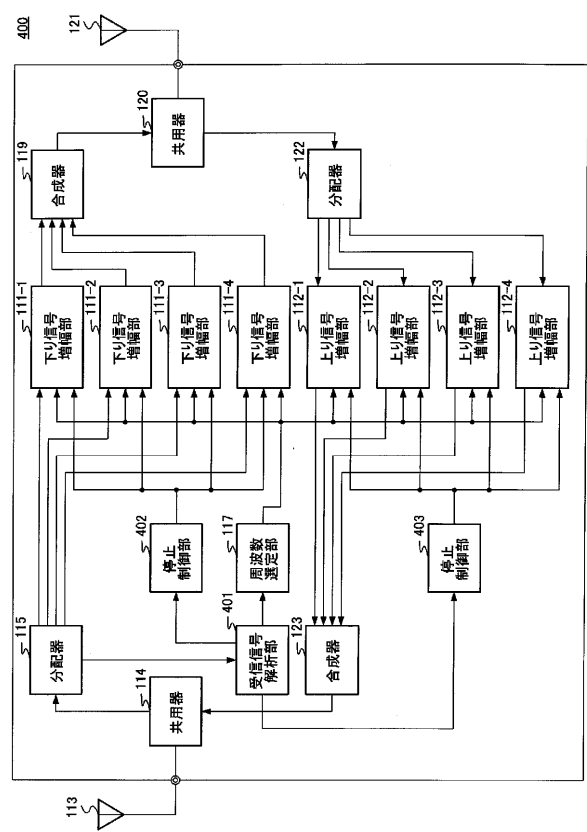 400
113
114
共用器
115
分配器
123
合成器
401
受信信号
解析部
402
停止
制御部
117
周波数
選定部
403
停止
制御部
111-1
下り信号
増幅部
111-2
下り信号
増幅部
111-3
下り信号
増幅部
111-4
下り信号
増幅部
112-1
上り信号
増幅部
112-2
上り信号
増幅部
112-3
上り信号
増幅部
112-4
上り信号
増幅部
119
合成器
120
共用器
122
分配器
121